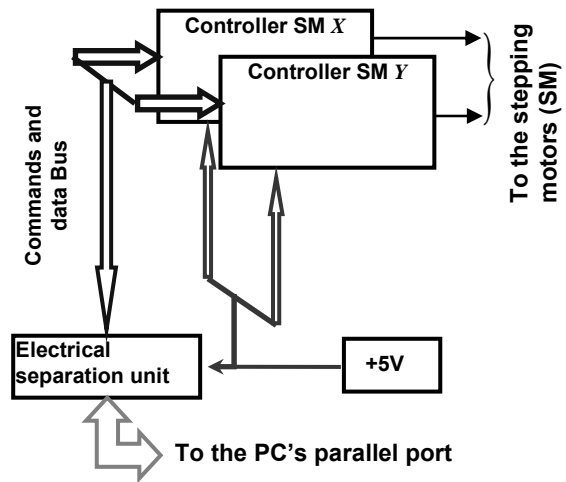 Controller SM X
Controller SM Y
To the stepping
motors (SM)
Commands and
data Bus
Electrical
separation unit
+5V
To the PC's parallel port